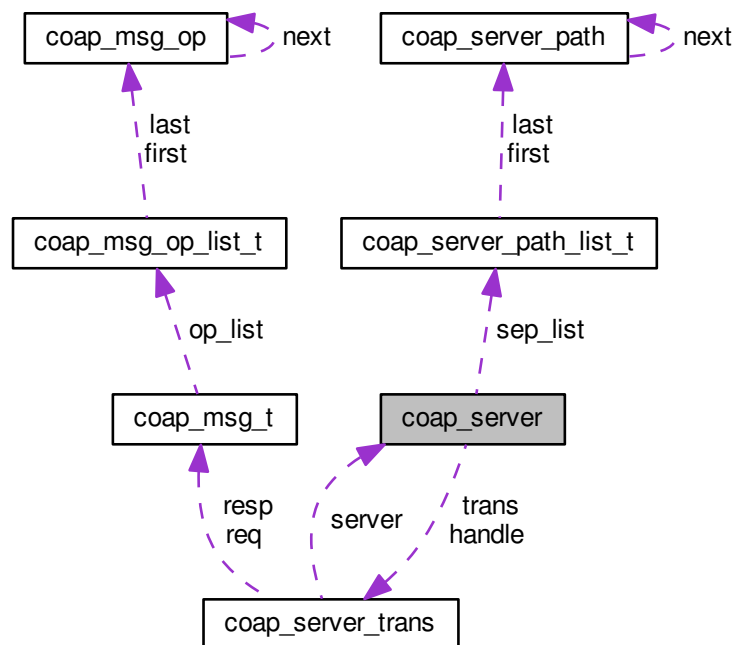 coap_msg_op
next
coap_server_path
next
last
first
last
first
coap_msg_op_list_t
coap_server_path_list_t
op_list
sep_list
coap_msg_t
coap_server
resp
req
server
trans
handle
coap_server_trans